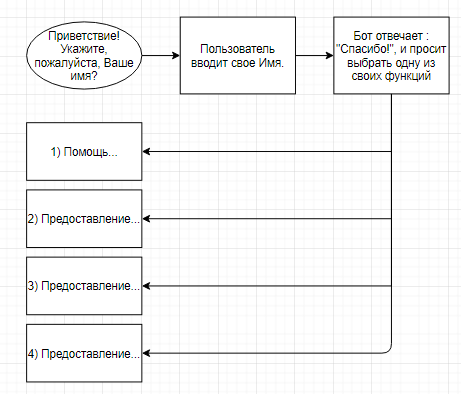 Приветствие!
Укажите,
пожалуйста, Ваше
имя?
Пользователь
вводит свое Имя.
Бот отвечает :
"Спасибо!", и просит
выбрать одну из
своих функций
1) Помощь...
2) Предоставление...
3) Предоставление...
4) Предоставление...